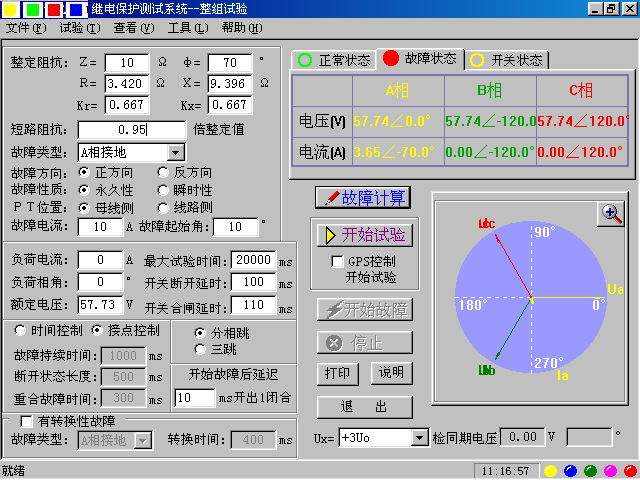 继电保护测试系统--整组试验
文件(F) 试验(T) 查看(V) 工具(L) 帮助(H)
整定阻抗: Z= 10 Ω Φ= 70 °
R= 3.420 Ω X= 9.396 Ω
Kr= 0.667 Kx= 0.667
短路阻抗: 0.95 倍整定值
故障类型: A相接地
故障方向: 正方向 反方向
故障性质: 永久性 瞬时性
PT位置: 母线侧 线路侧
故障电流: 10 A 故障起始角: 10 °
负荷电流: 0 A 最大试验时间: 20000 ms
负荷相角: 0 ° 开关断开延时: 100 ms
额定电压: 57.73 V 开关合闸延时: 110 ms
时间控制 接点控制
故障持续时间: 1000 ms
断开状态长度: 500 ms
重合故障时间: 300 ms
分相跳
三跳
开始故障后延迟
10 ms开出1闭合
有转换性故障
故障类型: A相接地 转换时间: 400 ms
正常状态 故障状态 开关状态
A相 B相 C相
电压(V) 57.74∠0.0° 57.74∠-120.0 57.74∠120.0°
电流(A) 3.65∠-70.0° 0.00∠-120.0° 0.00∠120.0°
故障计算
开始试验
GPS控制
开始试验
开始故障
停止
打印 说明
退 出
90°
180° 0°
270°
Ua
Ia
Ux= +3Uo 检同期电压 0.00 V °
就绪 11:16:57